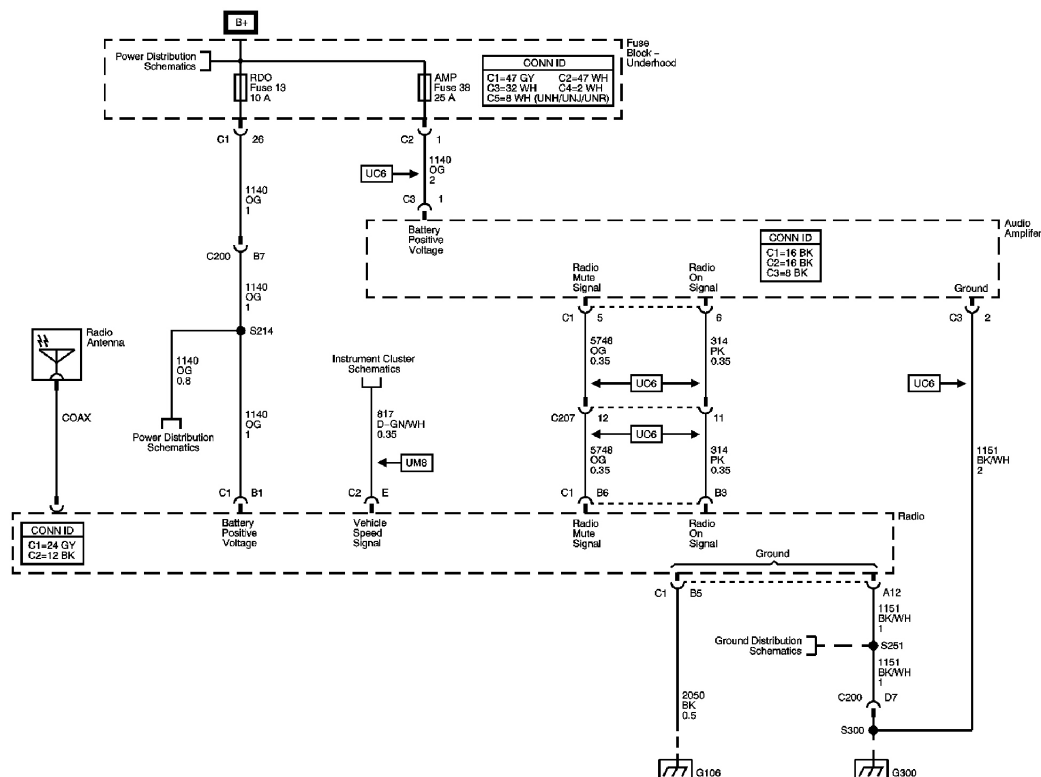 B+
Fuse
Block –
Underhood
Power Distribution
Schematics
RDO
Fuse 13
10 A
AMP
Fuse 38
25 A
CONN ID
C1=47 GY C2=47 WH
C3=32 WH C4=2 WH
C5=8 WH (UNH/UNJ/UNR)
C1 26
C2 1
1140
OG
2
UC6
1140
OG
1
C3 1
Audio
Amplifer
Battery
Positive
Voltage
CONN ID
C1=16 BK
C2=16 BK
C3=8 BK
C200 B7
Radio
Mute
Signal
Radio
On
Signal
Ground
1140
OG
1
C1 5
6
C3 2
S214
Radio
Antenna
5748
OG
0.35
314
PK
0.35
1140
OG
0.8
Instrument Cluster
Schematics
UC6
UC6
COAX
1140
OG
1
817
D-GN/WH
0.35
C207 12
11
Power Distribution
Schematics
UC6
5748
OG
0.35
314
PK
0.35
1151
BK/WH
2
UM8
C1 B1
C2 E
C1 B6
B3
Radio
CONN ID
C1=24 GY
C2=12 BK
Battery
Positive
Voltage
Vehicle
Speed
Signal
Radio
Mute
Signal
Radio
On
Signal
Ground
C1 B5
A12
1151
BK/WH
1
Ground Distribution
Schematics
S251
1151
BK/WH
1
2050
BK
0.5
C200 D7
S300
G106
G300